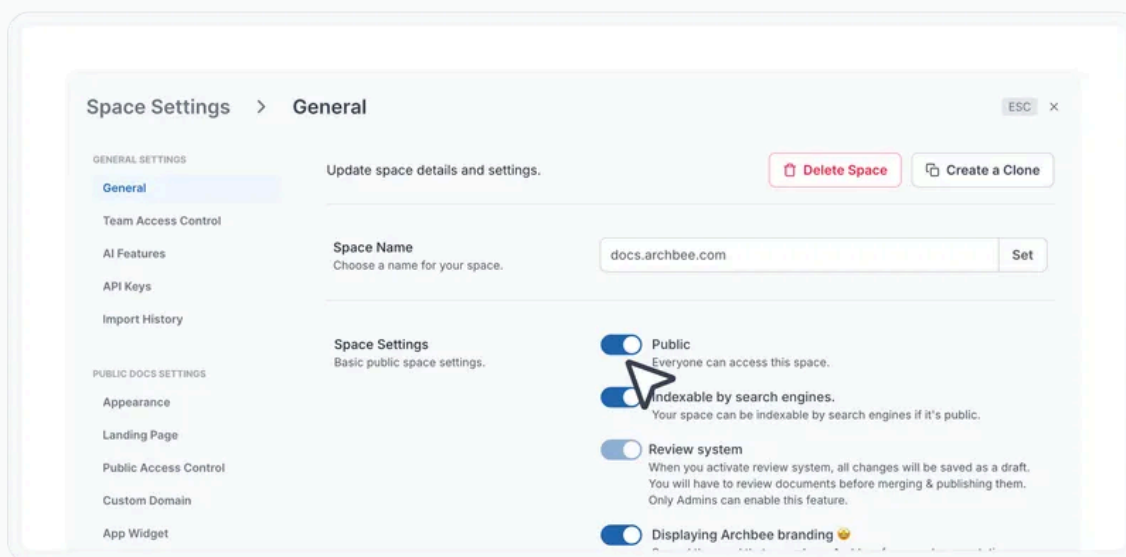 Space Settings > General
ESC ×
GENERAL SETTINGS
General
Team Access Control
AI Features
API Keys
Import History
PUBLIC DOCS SETTINGS
Appearance
Landing Page
Public Access Control
Custom Domain
App Widget
Update space details and settings.
Delete Space
Create a Clone
Space Name
Choose a name for your space.
docs.archbee.com
Set
Space Settings
Basic public space settings.
Public
Everyone can access this space.
Indexable by search engines.
Your space can be indexable by search engines if it's public.
Review system
When you activate review system, all changes will be saved as a draft.
You will have to review documents before merging & publishing them.
Only Admins can enable this feature.
Displaying Archbee branding 🤩